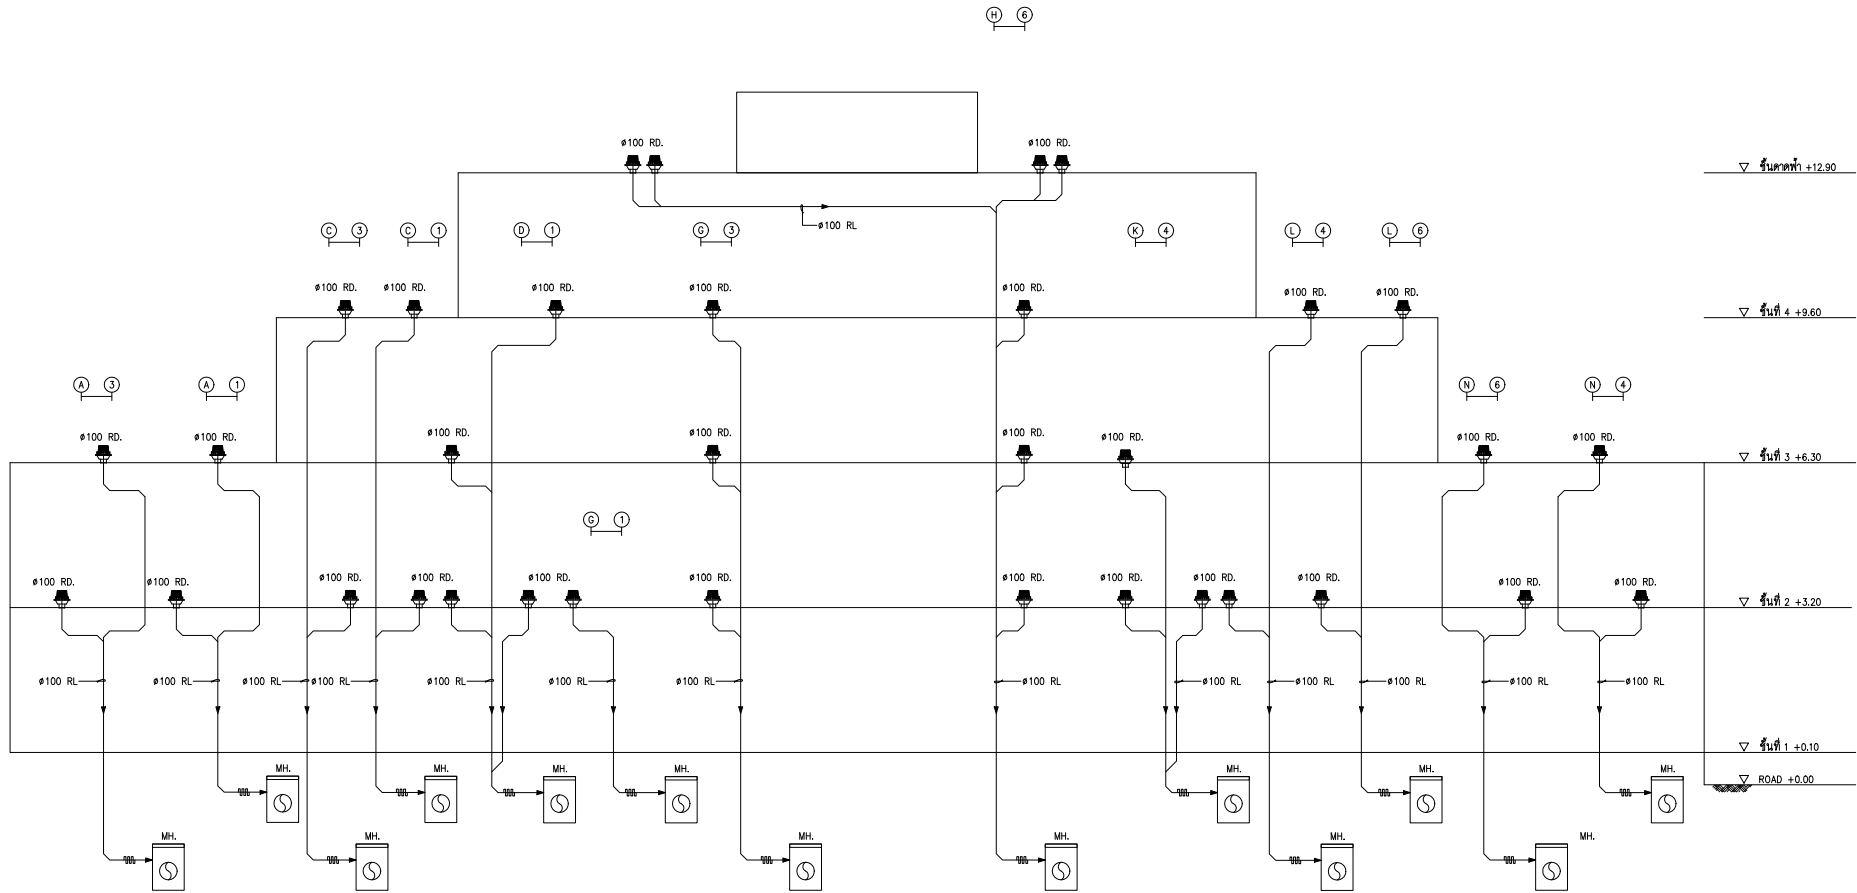 H 6
ø100 RD. ø100 RD.
ชั้นดาดฟ้า +12.90
ø100 RL
C 3 C 1 D 1 G 3 K 4 L 4 L 6
ø100 RD. ø100 RD. ø100 RD. ø100 RD. ø100 RD. ø100 RD. ø100 RD.
ชั้นที่ 4 +9.60
A 3 A 1 N 6 N 4
ø100 RD. ø100 RD. ø100 RD. ø100 RD. ø100 RD. ø100 RD. ø100 RD. ø100 RD.
ชั้นที่ 3 +6.30
G 1
ø100 RD. ø100 RD. ø100 RD. ø100 RD. ø100 RD. ø100 RD. ø100 RD. ø100 RD. ø100 RD. ø100 RD. ø100 RD. ø100 RD.
ชั้นที่ 2 +3.20
ø100 RL ø100 RL ø100 RL ø100 RL ø100 RL ø100 RL ø100 RL ø100 RL ø100 RL ø100 RL ø100 RL ø100 RL ø100 RL
ชั้นที่ 1 +0.10
MH. MH. MH. MH. MH. MH. MH.
ROAD +0.00
MH. MH. MH. MH. MH. MH.